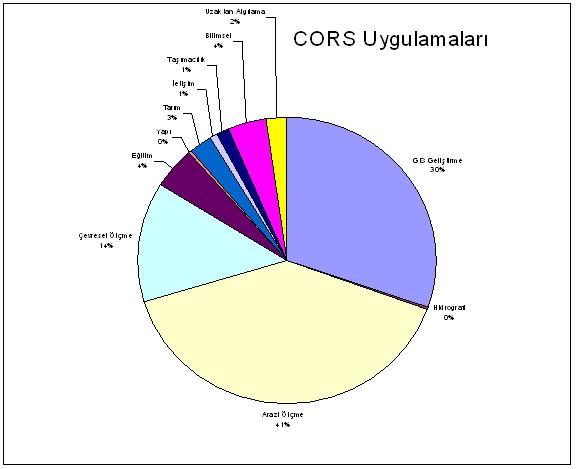 CORS Uygulamaları
Uzaktan Algılama
2%
Bilimsel
4%
Taşımacılık
1%
İletişim
1%
Tarım
3%
Yapı
0%
Eğitim
4%
Çevresel Ölçme
14%
GIS Geliştirme
30%
Hidrografi
0%
Arazi Ölçme
41%